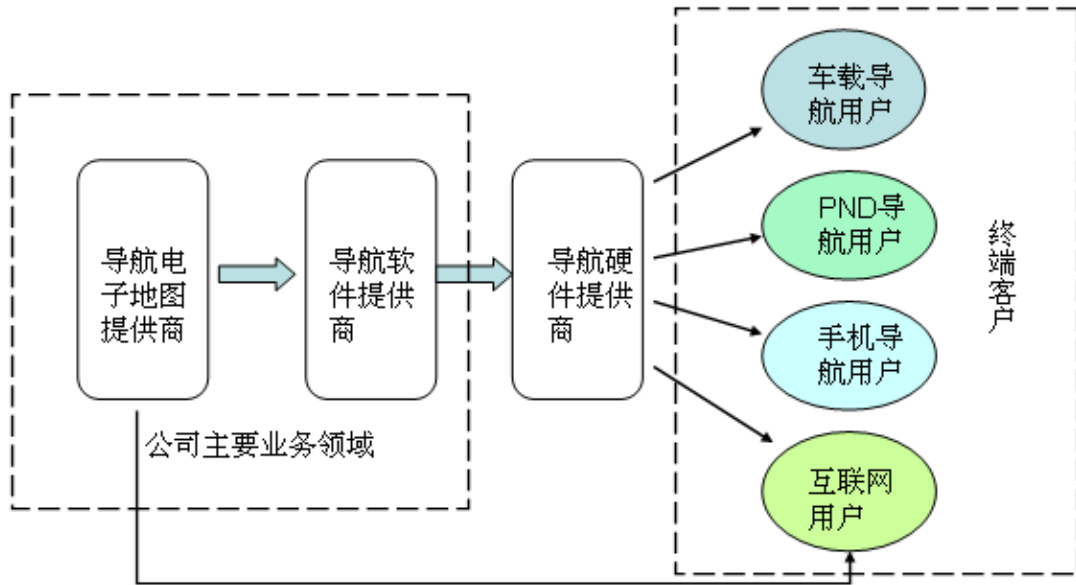 导航电
子地图
提供商
导航软
件提供
商
导航硬
件提供
商
公司主要业务领域
车载导
航用户
PND导
航用户
手机导
航用户
互联网
用户
终端客户